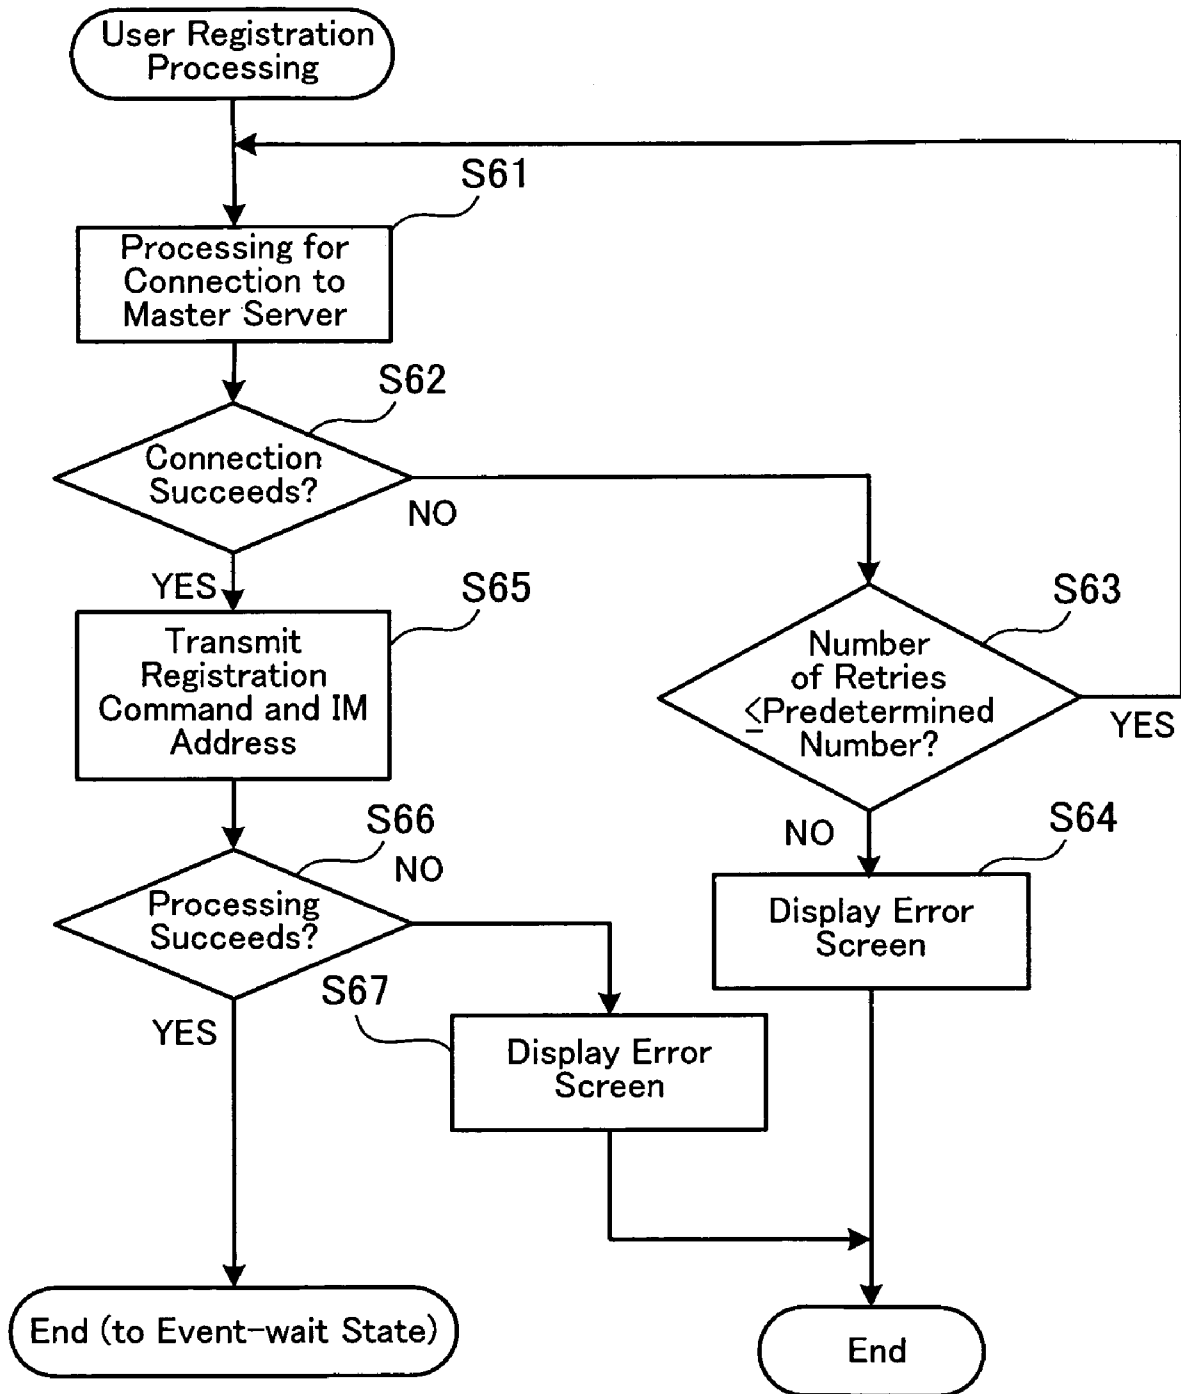 User Registration
Processing
S61
Processing for
Connection to
Master Server
S62
Connection
Succeeds?
NO
YES
S65
Transmit
Registration
Command and IM
Address
S63
Number
of Retries
≤Predetermined
Number?
YES
NO
S64
Display Error
Screen
S66
NO
Processing
Succeeds?
YES
S67
Display Error
Screen
End (to Event-wait State)
End